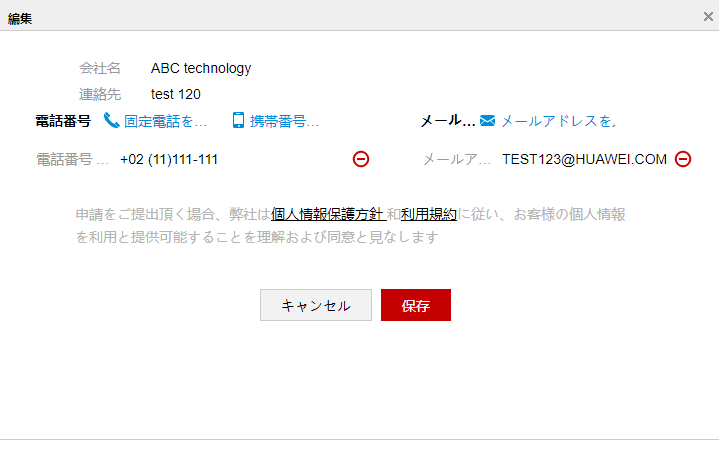 編集
会社名 ABC technology
連絡先 test 120
電話番号 固定電話を... 携帯番号... メール... メールアドレスを.
電話番号 ... +02 (11)111-111 メールア... TEST123@HUAWEI.COM
申請をご提出頂く場合、弊社は個人情報保護方針 和利用規約に従い、お客様の個人情報
を利用と提供可能することを理解および同意と見なします
キャンセル 保存